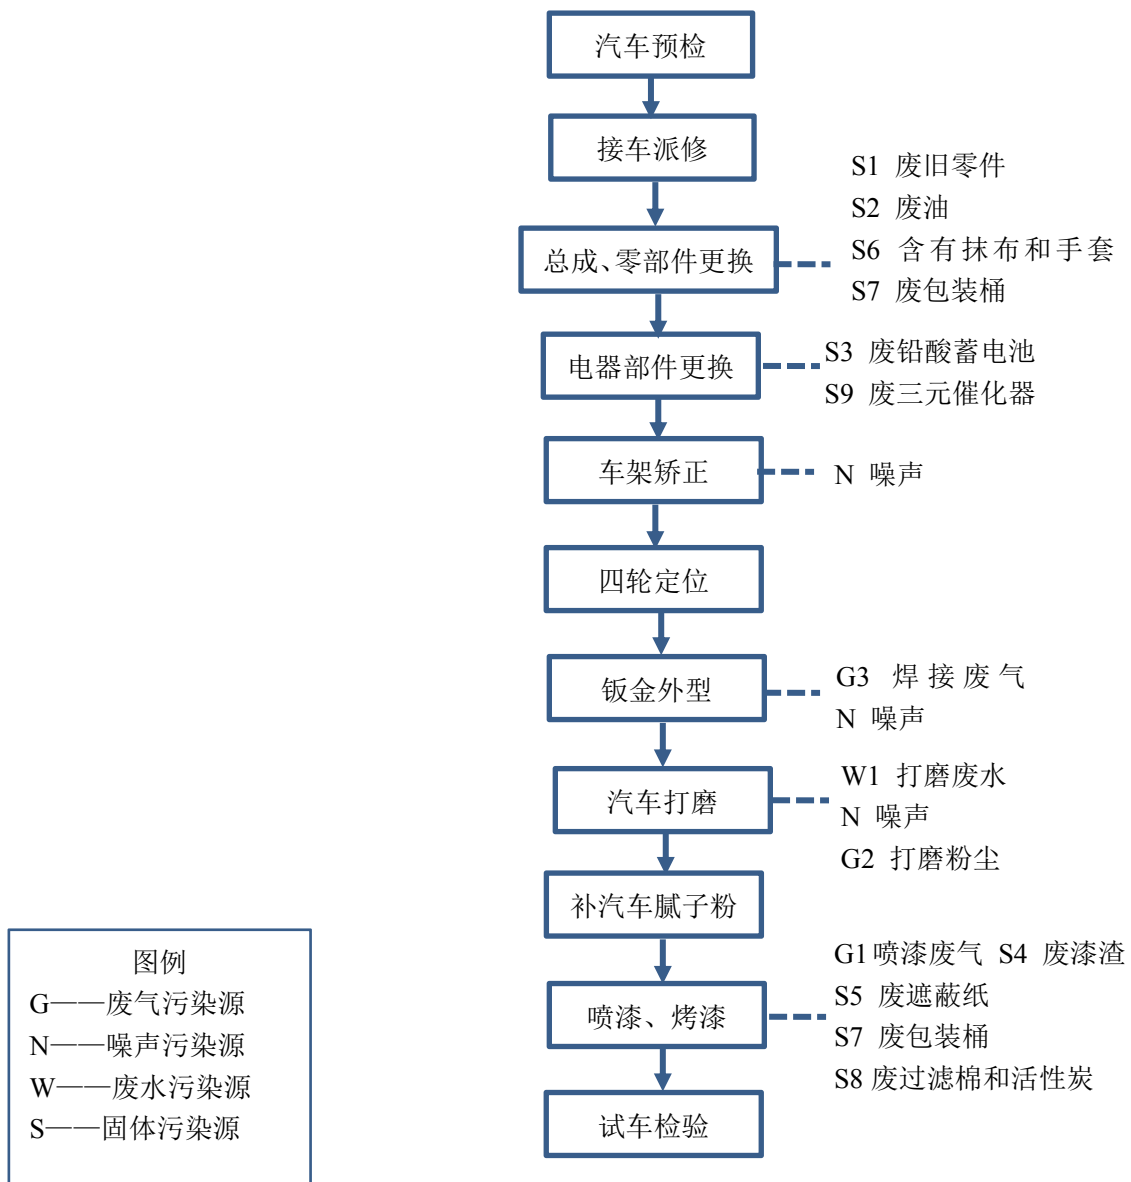 汽车预检
接车派修
总成、零部件更换
S1 废旧零件
S2 废油
S6 含有抹布和手套
S7 废包装桶
电器部件更换
S3 废铅酸蓄电池
S9 废三元催化器
车架矫正
N 噪声
四轮定位
钣金外型
G3 焊接废气
N 噪声
汽车打磨
W1 打磨废水
N 噪声
G2 打磨粉尘
补汽车腻子粉
喷漆、烤漆
G1喷漆废气 S4 废漆渣
S5 废遮蔽纸
S7 废包装桶
S8废过滤棉和活性炭
试车检验
图例
G——废气污染源
N——噪声污染源
W——废水污染源
S——固体污染源